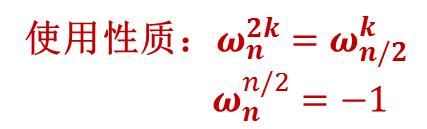 使用性质：ω_n^{2k} = ω_{n/2}^k
ω_n^{n/2} = −1